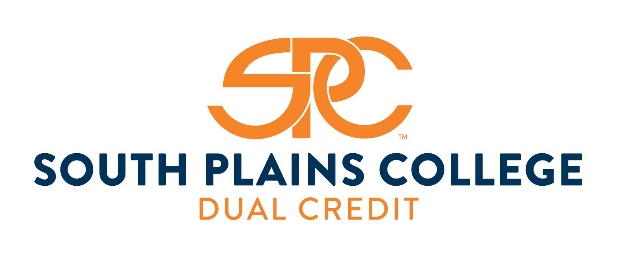 SPC
™
SOUTH PLAINS COLLEGE
DUAL CREDIT